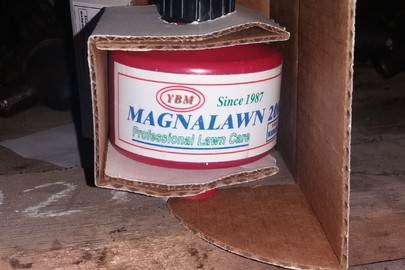 YBM
Since 1987
MAGNALAWN 20
Professional Lawn Care